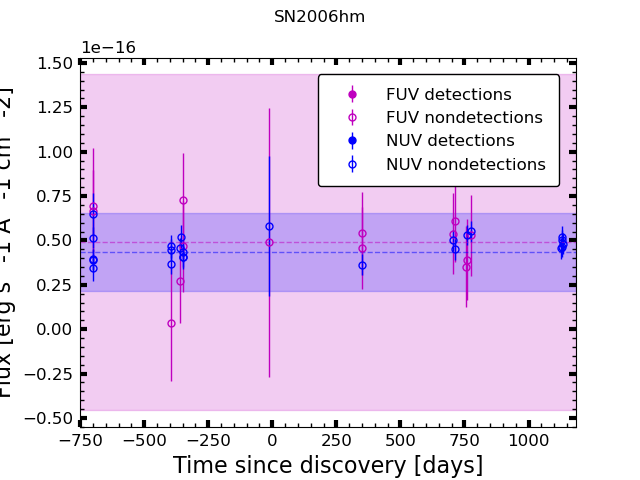 SN2006hm
1e−16
1.50
1.25
1.00
0.75
0.50
0.25
0.00
−0.25
−0.50
FUV detections
FUV nondetections
NUV detections
NUV nondetections
Flux [erg s -1 A -1 cm -2]
−750 −500 −250 0 250 500 750 1000
Time since discovery [days]